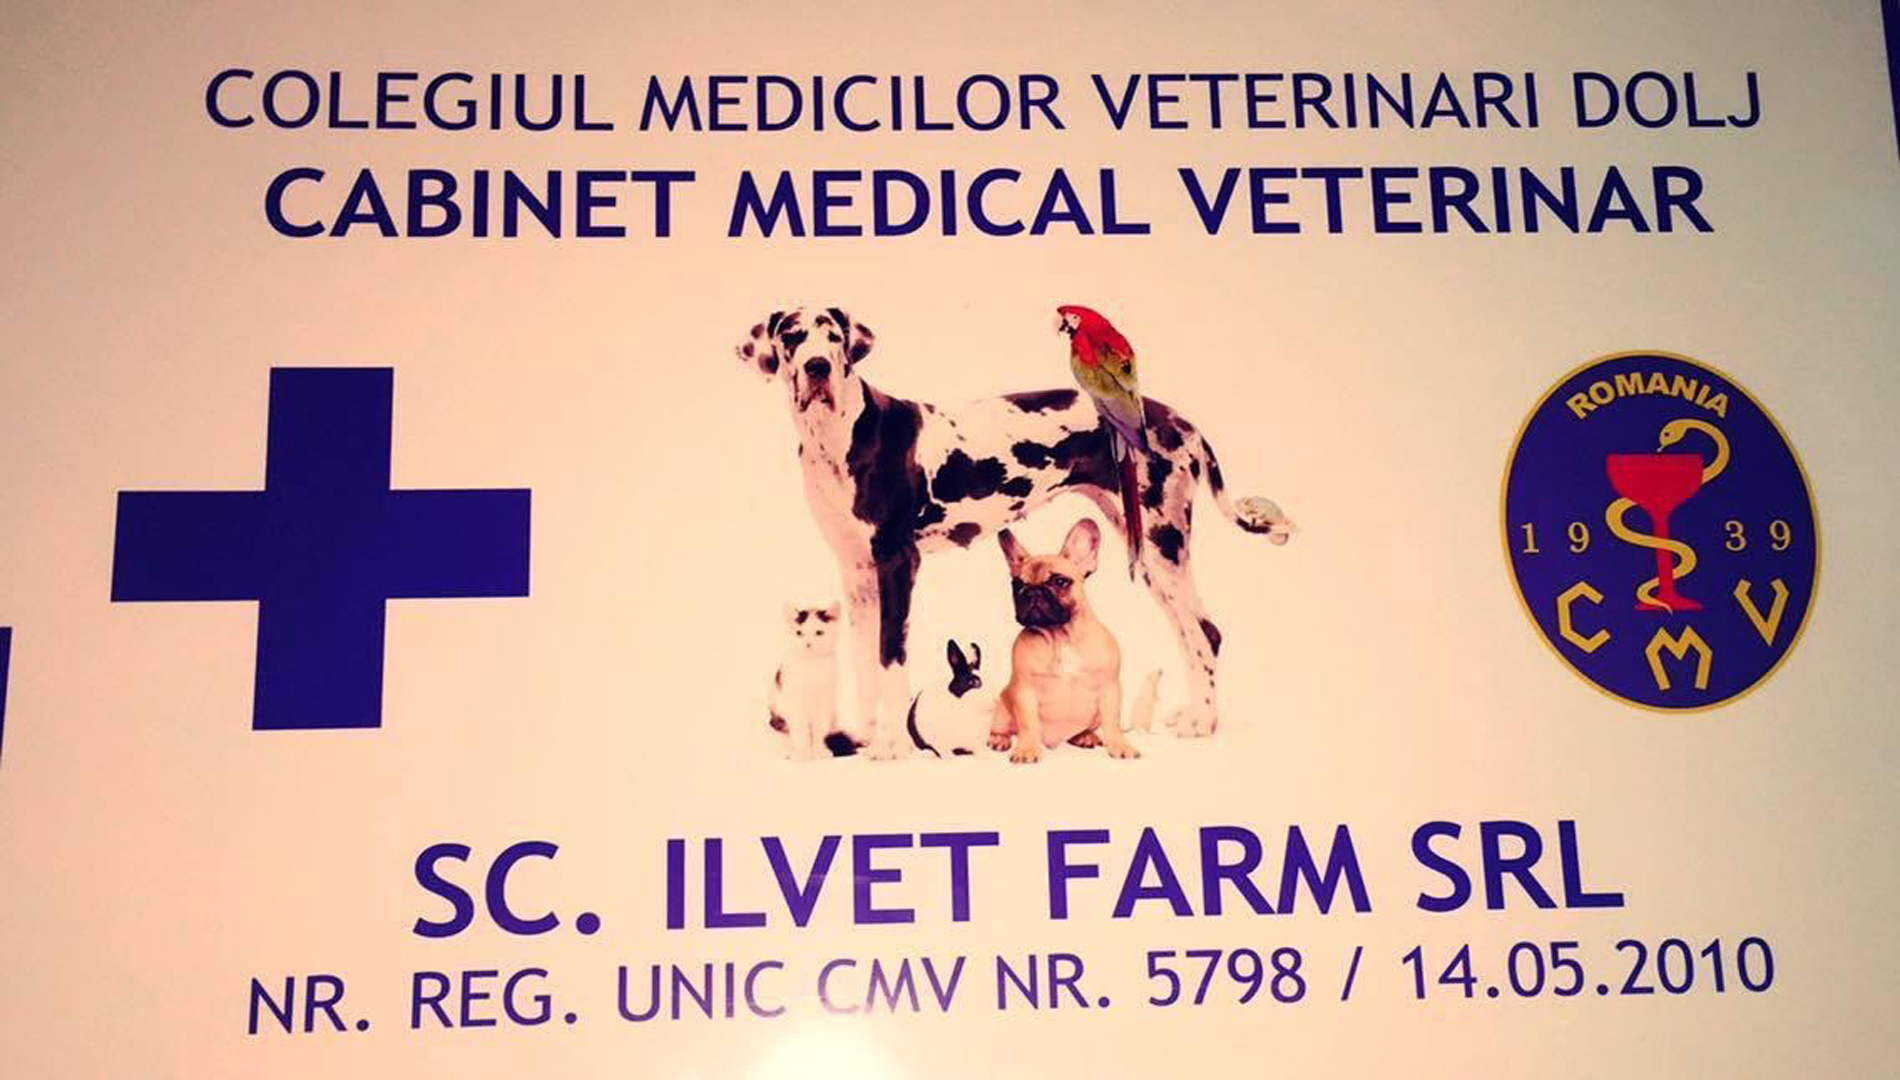 COLEGIUL MEDICILOR VETERINARI DOLJ
CABINET MEDICAL VETERINAR
ROMANIA
19 39
CMV
SC. ILVET FARM SRL
NR. REG. UNIC CMV NR. 5798 / 14.05.2010